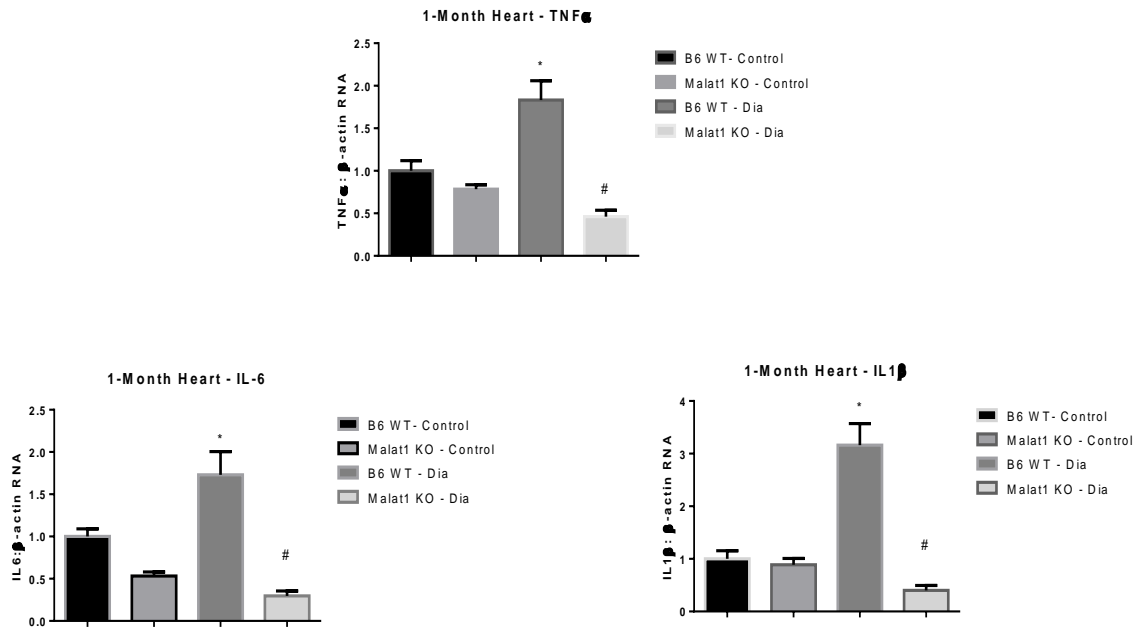 1-Month Heart - TNFα
TNFα: β-actin RNA
2.5
2.0
1.5
1.0
0.5
0.0
*
#
B6 WT- Control
Malat1 KO - Control
B6 WT - Dia
Malat1 KO - Dia
1-Month Heart - IL-6
IL6:β-actin RNA
2.5
2.0
1.5
1.0
0.5
0.0
*
#
B6 WT- Control
Malat1 KO - Control
B6 WT - Dia
Malat1 KO - Dia
1-Month Heart - IL1β
IL1β: β-actin RNA
4
3
2
1
0
*
#
B6 WT- Control
Malat1 KO - Control
B6 WT - Dia
Malat1 KO - Dia